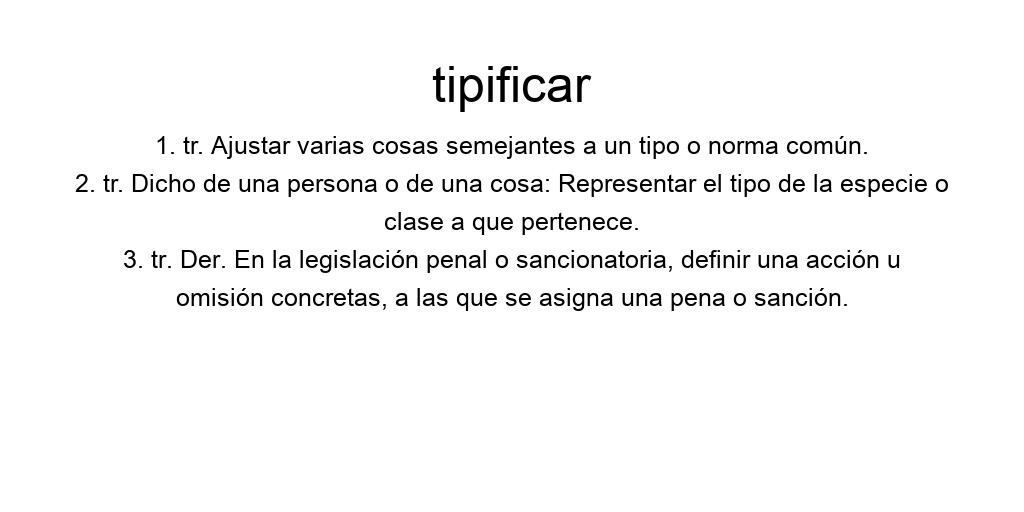 tipificar
1. tr. Ajustar varias cosas semejantes a un tipo o norma común.
2. tr. Dicho de una persona o de una cosa: Representar el tipo de la especie o
clase a que pertenece.
3. tr. Der. En la legislación penal o sancionatoria, definir una acción u
omisión concretas, a las que se asigna una pena o sanción.